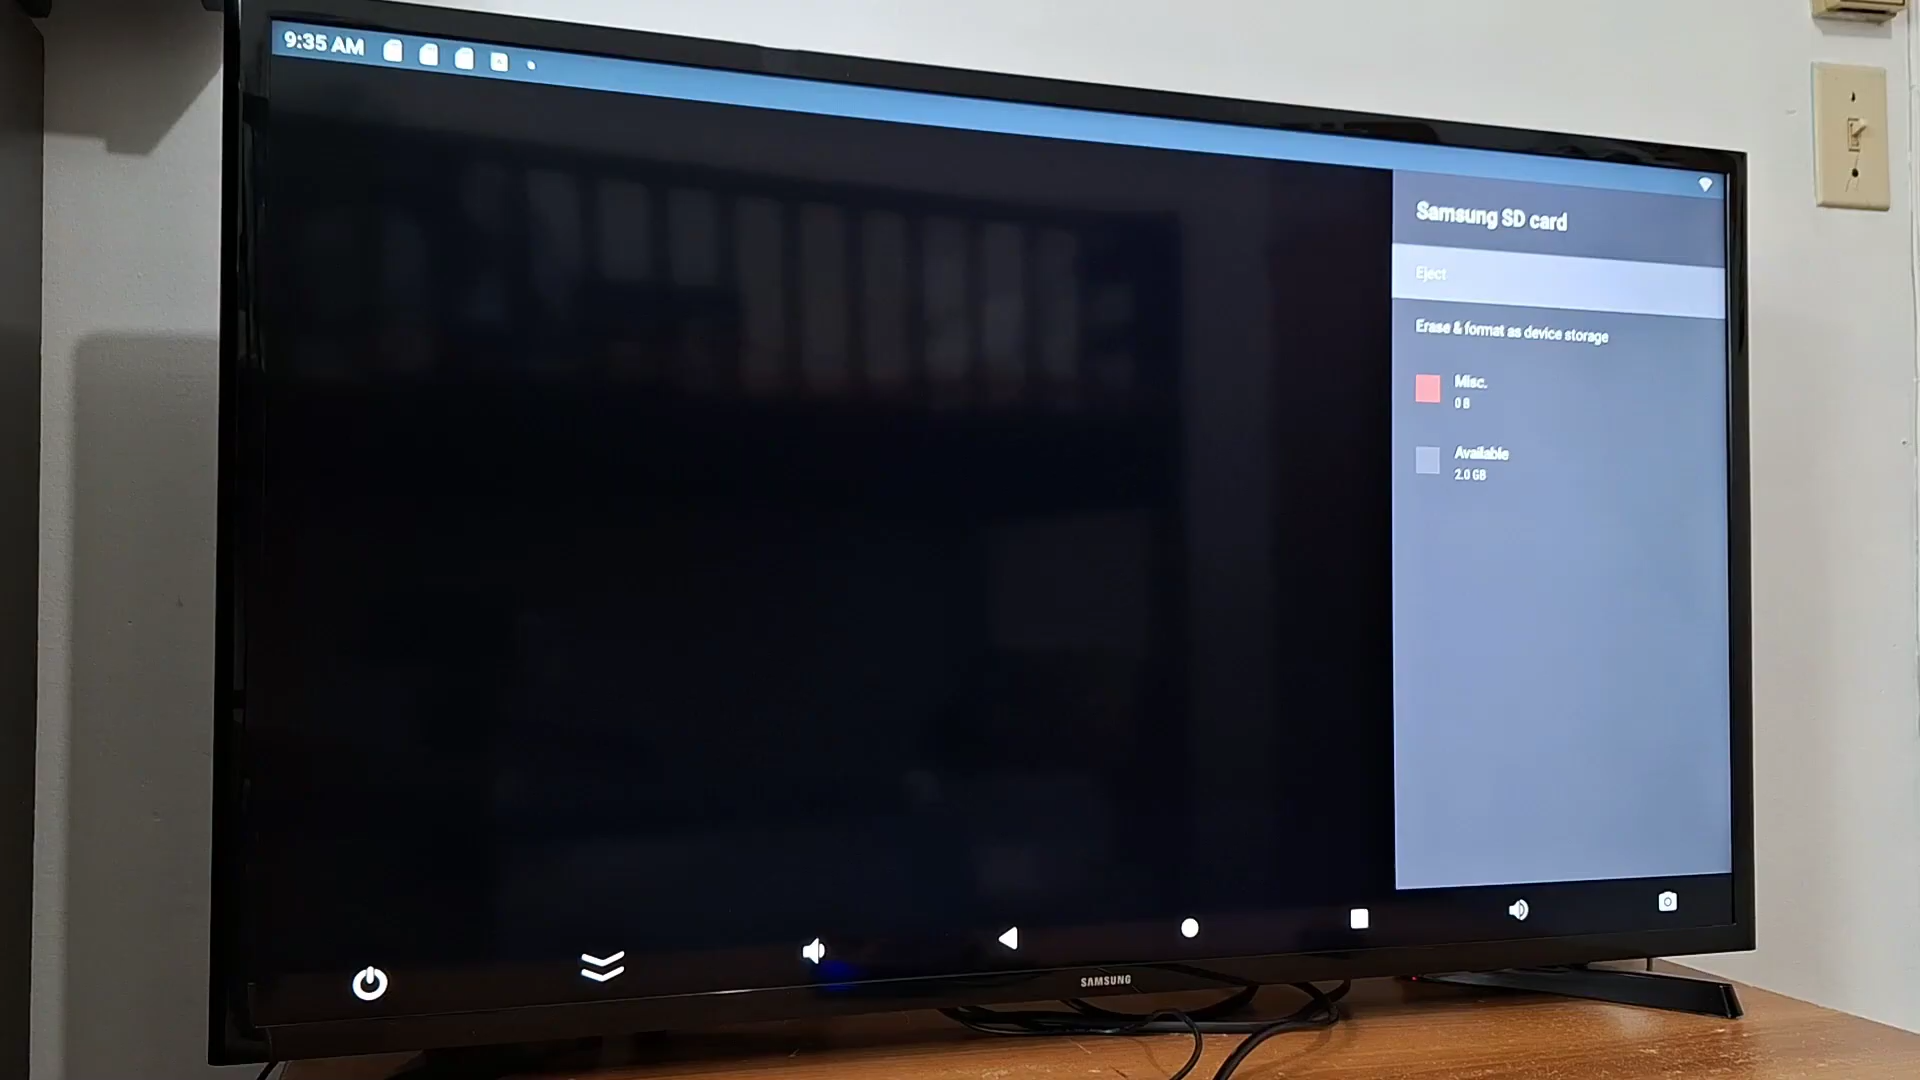 9:35 AM
Samsung SD card
Eject
Erase & format as device storage
Misc.
0 B
Available
2.0 GB
SAMSUNG